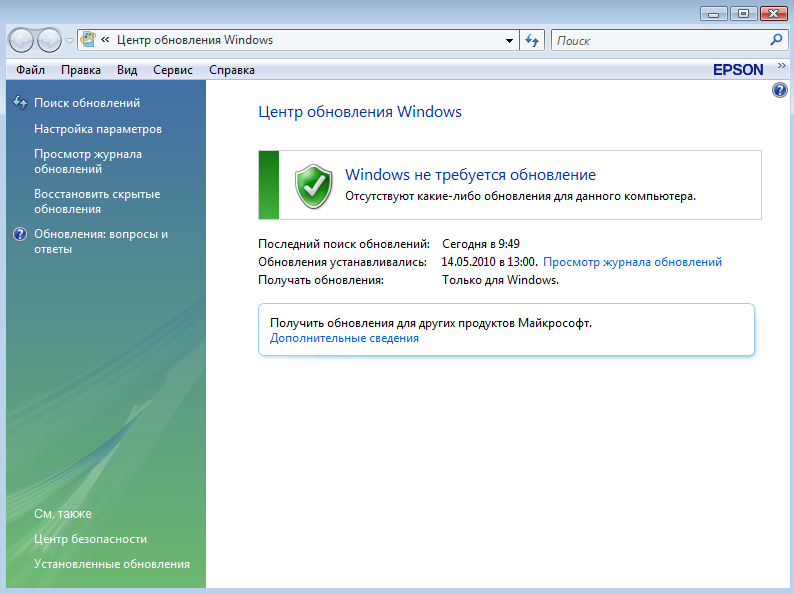 « Центр обновления Windows
Поиск
Файл Правка Вид Сервис Справка
EPSON »
Поиск обновлений
Настройка параметров
Просмотр журнала
обновлений
Восстановить скрытые
обновления
Обновления: вопросы и
ответы
См. также
Центр безопасности
Установленные обновления
Центр обновления Windows
Windows не требуется обновление
Отсутствуют какие-либо обновления для данного компьютера.
Последний поиск обновлений: Сегодня в 9:49
Обновления устанавливались: 14.05.2010 в 13:00. Просмотр журнала обновлений
Получать обновления: Только для Windows.
Получить обновления для других продуктов Майкрософт.
Дополнительные сведения